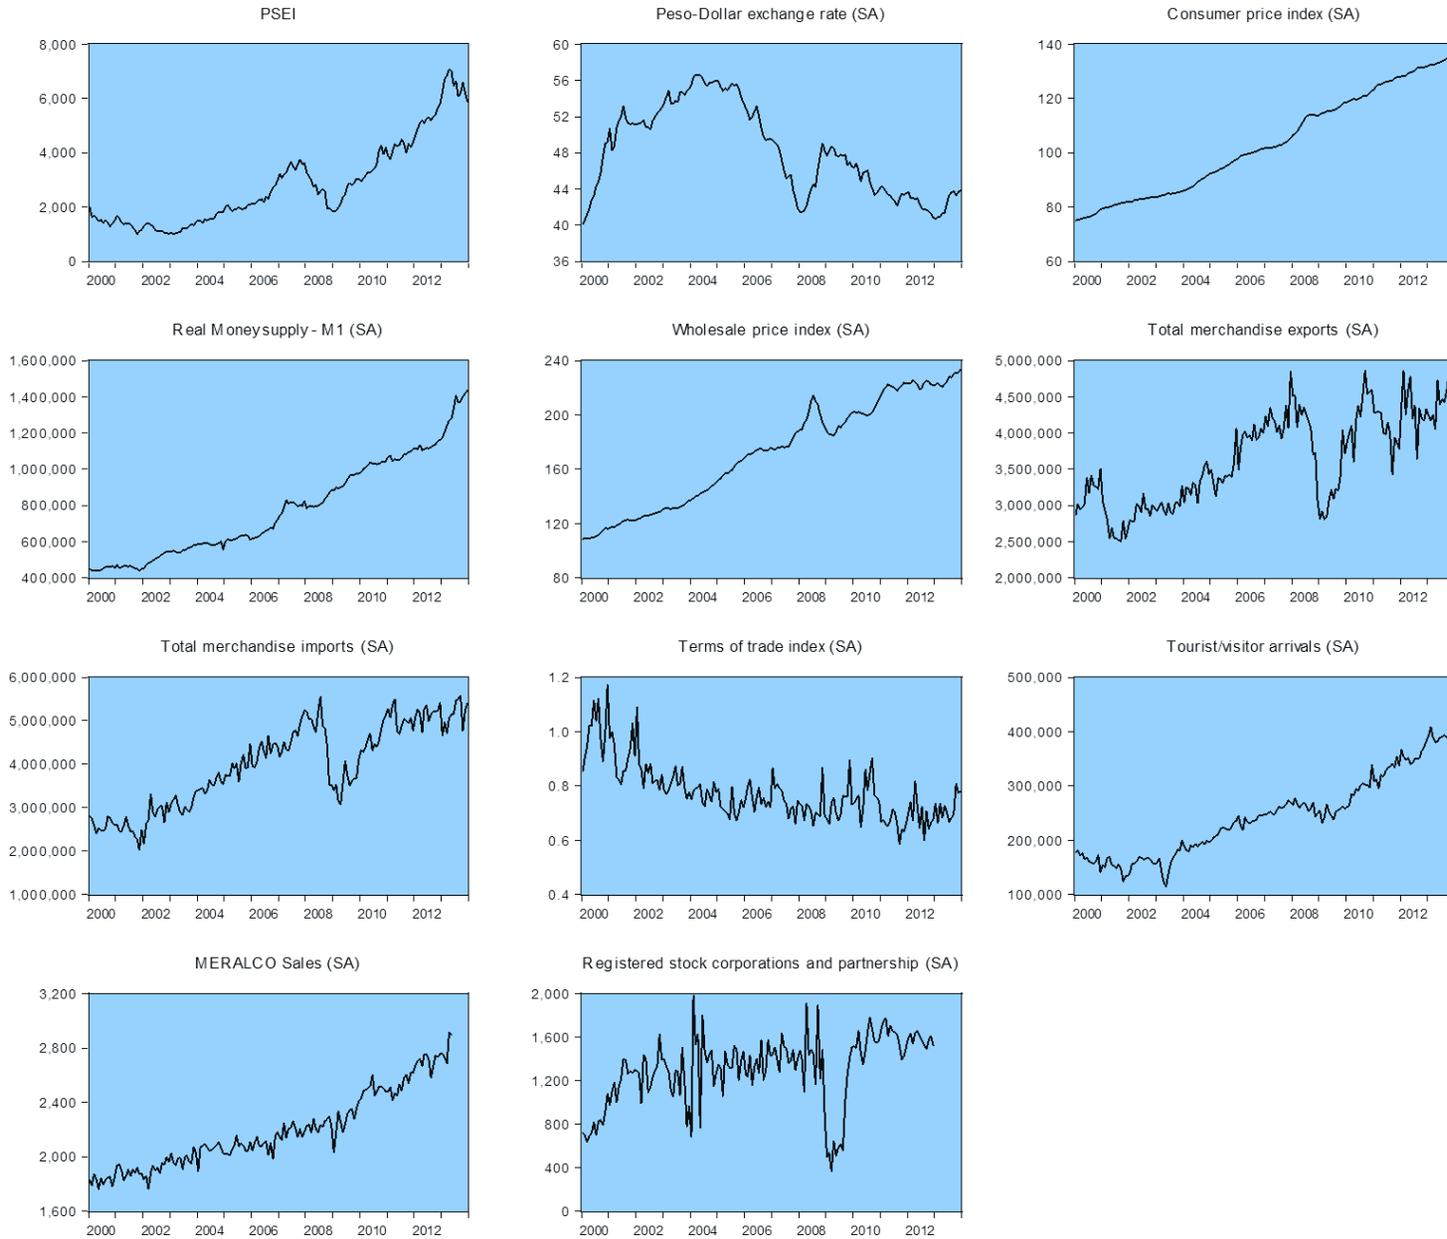 PSEI
Peso-Dollar exchange rate (SA)
Consumer price index (SA)
8,000
6,000
4,000
2,000
0
2000 2002 2004 2006 2008 2010 2012
60
56
52
48
44
40
36
2000 2002 2004 2006 2008 2010 2012
140
120
100
80
60
2000 2002 2004 2006 2008 2010 2012
Real Moneysupply - M1 (SA)
Wholesale price index (SA)
Total merchandise exports (SA)
1,600,000
1,400,000
1,200,000
1,000,000
800,000
600,000
400,000
2000 2002 2004 2006 2008 2010 2012
240
200
160
120
80
2000 2002 2004 2006 2008 2010 2012
5,000,000
4,500,000
4,000,000
3,500,000
3,000,000
2,500,000
2,000,000
2000 2002 2004 2006 2008 2010 2012
Total merchandise imports (SA)
Terms of trade index (SA)
Tourist/visitor arrivals (SA)
6,000,000
5,000,000
4,000,000
3,000,000
2,000,000
1,000,000
2000 2002 2004 2006 2008 2010 2012
1.2
1.0
0.8
0.6
0.4
2000 2002 2004 2006 2008 2010 2012
500,000
400,000
300,000
200,000
100,000
2000 2002 2004 2006 2008 2010 2012
MERALCO Sales (SA)
Registered stock corporations and partnership (SA)
3,200
2,800
2,400
2,000
1,600
2000 2002 2004 2006 2008 2010 2012
2,000
1,600
1,200
800
400
0
2000 2002 2004 2006 2008 2010 2012